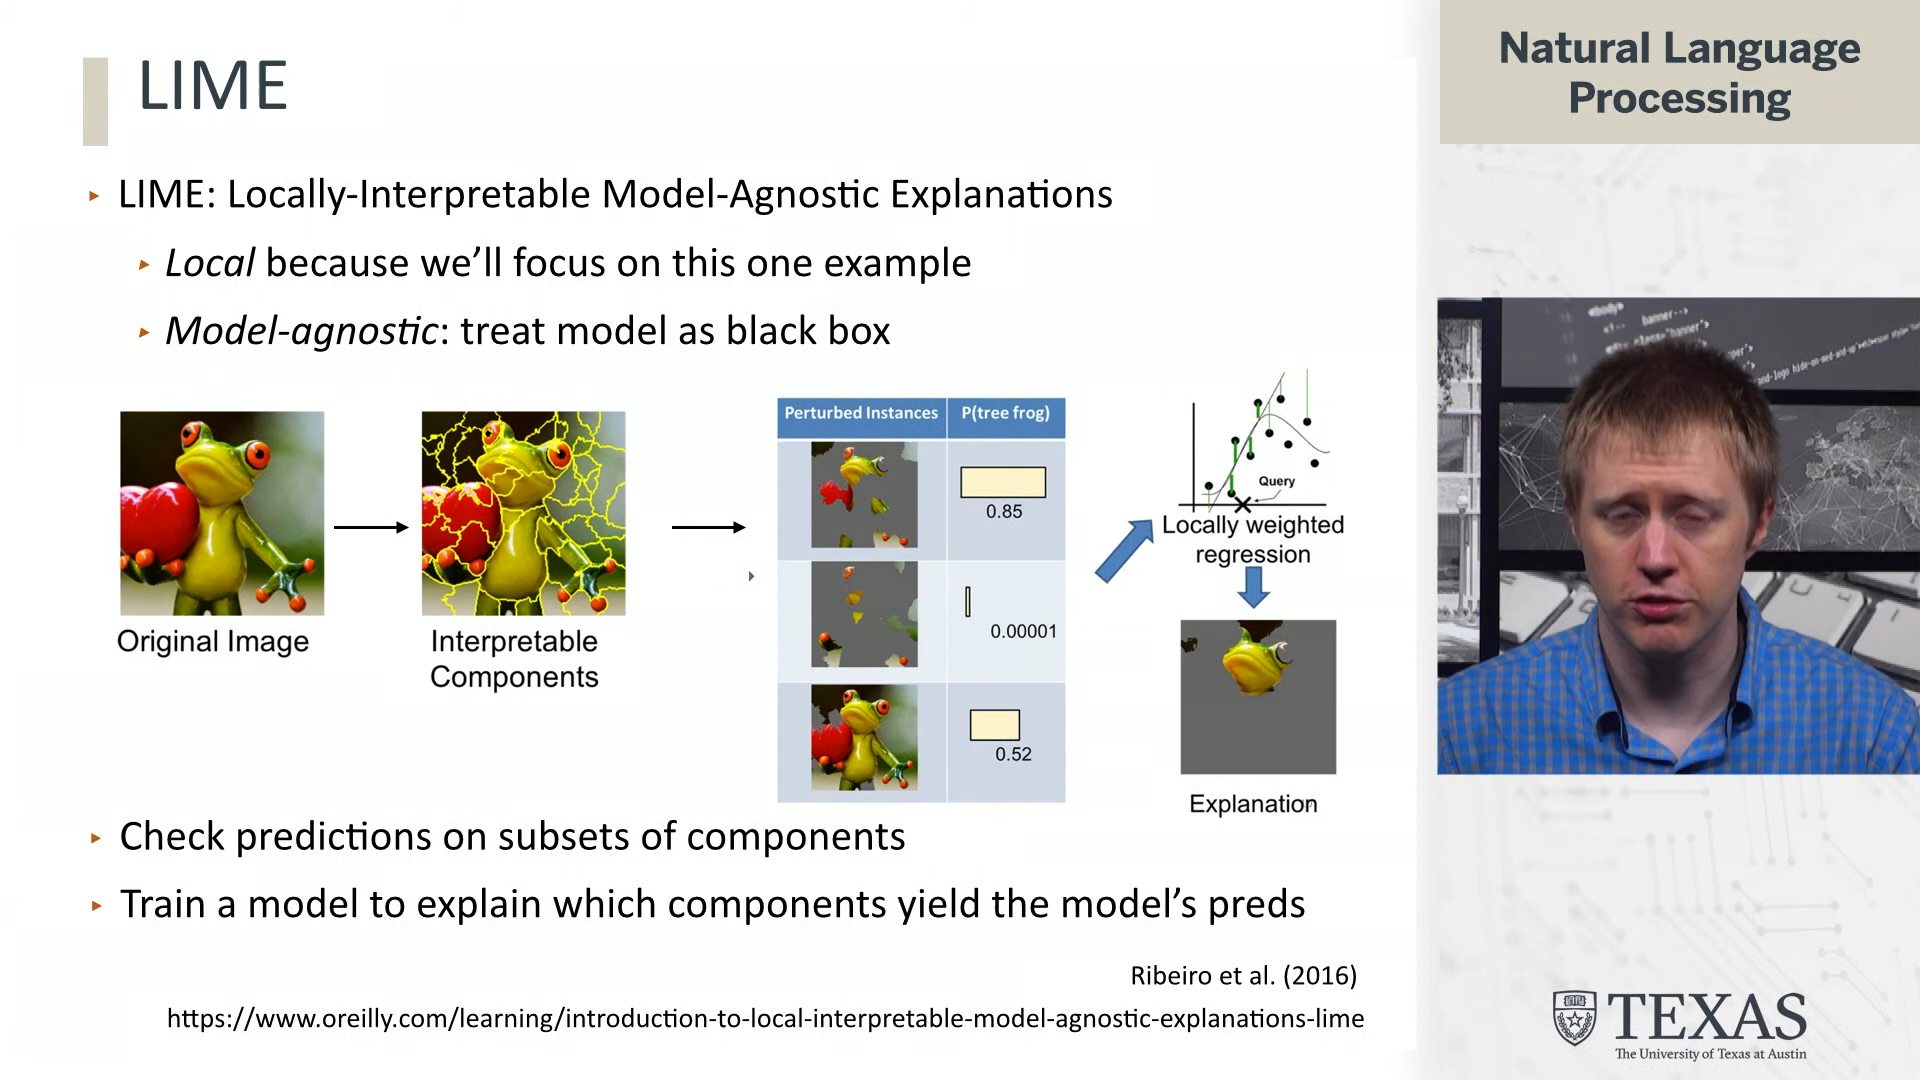 LIME
Natural Language
Processing
▸ LIME: Locally-Interpretable Model-Agnostic Explanations
▸ Local because we’ll focus on this one example
▸ Model-agnostic: treat model as black box
Original Image
Interpretable
Components
Perturbed Instances P(tree frog)
0.85
0.00001
0.52
Query
Locally weighted
regression
Explanation
▸ Check predictions on subsets of components
▸ Train a model to explain which components yield the model’s preds
Ribeiro et al. (2016)
https://www.oreilly.com/learning/introduction-to-local-interpretable-model-agnostic-explanations-lime
TEXAS
The University of Texas at Austin